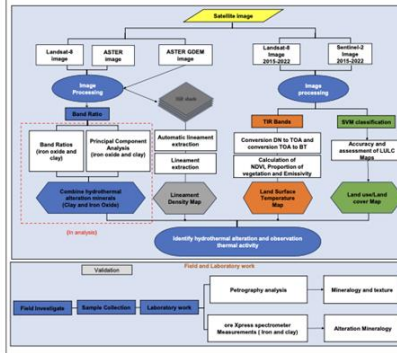 Satellite image
Landsat-8
image
ASTER
image
ASTER GDEM
image
Landsat-8
Image
2015-2022
Sentinel-2
Image
2015-2022
Image
Processing
Image
processing
Band Ratio
TIR Bands
SVM classification
Band Ratios
(iron oxide and
clay)
Principal Component
Analysis
(iron oxide and clay)
Automatic lineament
extraction
Lineament
extraction
Conversion DN to TOA and
conversion TOA to BT
Calculation of
NDVI, Proportion of
vegetation and Emissivity
Accuracy and
assessment of LULC
Maps
Combine hydrothermal
alteration minerals
(Clay and Iron Oxide)
Lineament
Density Map
Land Surface
Temperature
Map
Land use/Land
cover Map
(In analysis)
Identify hydrothermal alteration and observation
thermal activity
Validation
Field and Laboratory work
Field Investigate
Sample Collection
Laboratory work
Petrography analysis
Mineralogy and texture
ore Xpress spectrometer
Measurements ( Iron and clay)
Alteration Mineralogy